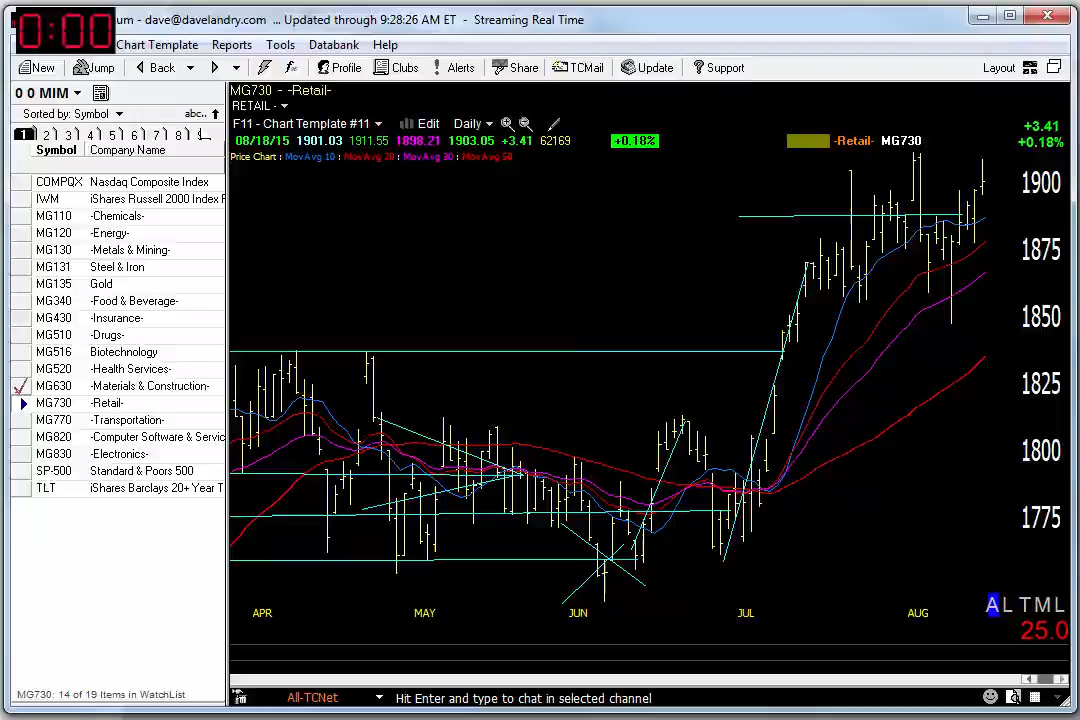 0:00
um - dave@davelandry.com ... Updated through 9:28:26 AM ET - Streaming Real Time
Chart Template Reports Tools Databank Help
New Jump Back Profile Clubs Alerts Share TCMail Update Support Layout
0 0 MIM
Sorted by: Symbol abc..
1 2 3 4 5 6 7 8
Symbol Company Name
COMPQX Nasdaq Composite Index
IWM iShares Russell 2000 Index F
MG110 -Chemicals-
MG120 -Energy-
MG130 -Metals & Mining-
MG131 Steel & Iron
MG135 Gold
MG340 -Food & Beverage-
MG430 -Insurance-
MG510 -Drugs-
MG516 Biotechnology
MG520 -Health Services-
MG630 -Materials & Construction-
MG730 -Retail-
MG770 -Transportation-
MG820 -Computer Software & Servic
MG830 -Electronics-
SP-500 Standard & Poors 500
TLT iShares Barclays 20+ Year T
MG730: 14 of 19 Items in WatchList
MG730 - -Retail-
RETAIL -
F11 - Chart Template #11 Edit Daily
08/18/15 1901.03 1911.55 1898.21 1903.05 +3.41 62169 +0.18% -Retail- MG730
Price Chart : MovAvg 10 : MovAvg 20 : MovAvg 30 : MovAvg 50
+3.41
+0.18%
1900
1875
1850
1825
1800
1775
APR MAY JUN JUL AUG
A L T M L
25.0
All-TCNet Hit Enter and type to chat in selected channel